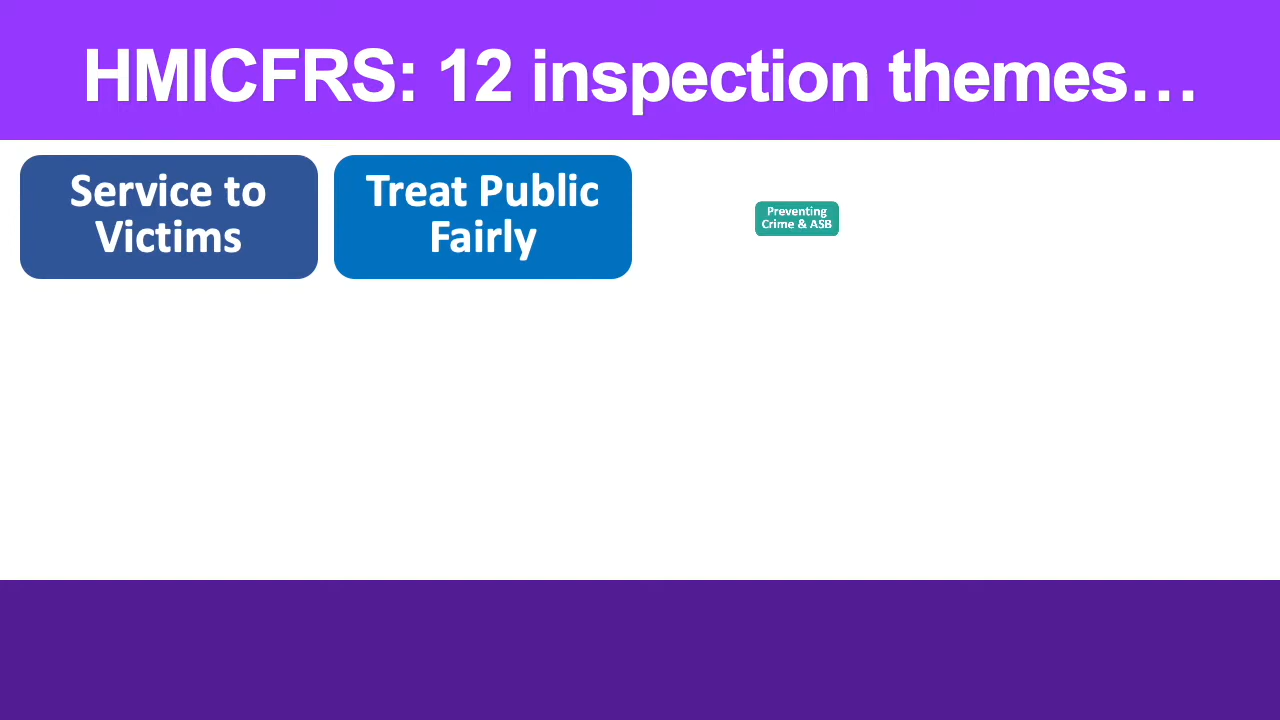 HMICFRS: 12 inspection themes…
Service to
Victims
Treat Public
Fairly
Preventing
Crime & ASB